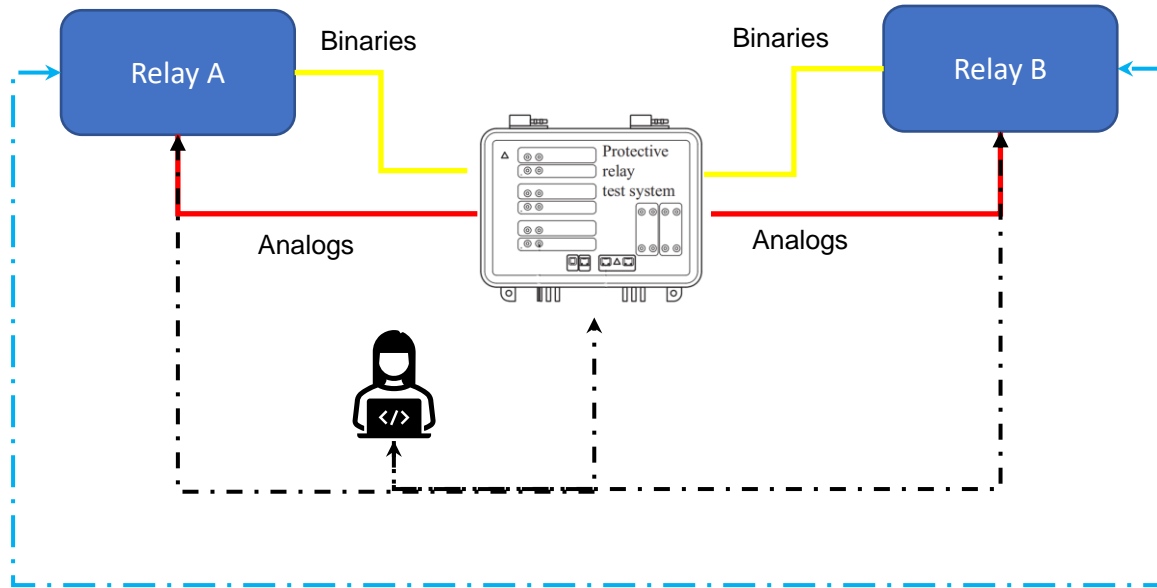 Binaries
Binaries
Relay A
Relay B
Protective
relay
test system
Analogs
Analogs
</>